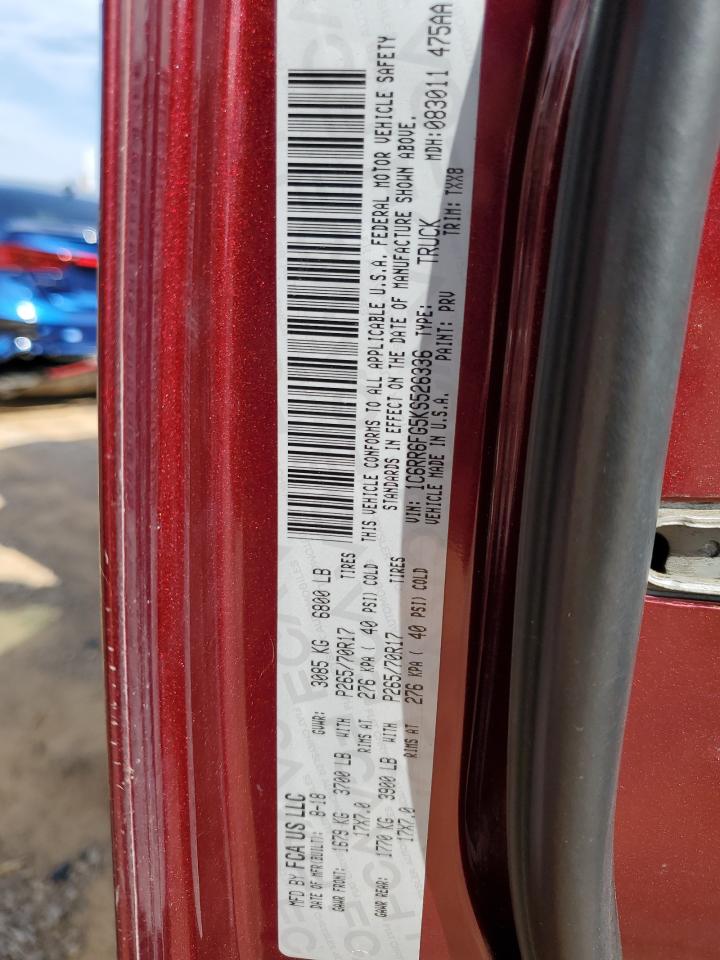 MFD BY FCA US LLC
DATE OF MFR(BUILT): 8-18 GVWR: 3085 KG 6800 LB
GAWR FRONT: 1679 KG 3700 LB WITH P265/70R17 TIRES
17X7.0 RIMS AT 276 KPA( 40 PSI) COLD
GAWR REAR: 1770 KG 3900 LB WITH P265/70R17 TIRES
17X7.0 RIMS AT 276 KPA( 40 PSI) COLD
THIS VEHICLE CONFORMS TO ALL APPLICABLE U.S.A. FEDERAL MOTOR VEHICLE SAFETY
STANDARDS IN EFFECT ON THE DATE OF MANUFACTURE SHOWN ABOVE.
VIN: 1C6RR6FG5KS526336 TYPE: TRUCK MDH:083011 475AA
VEHICLE MADE IN U.S.A. PAINT: PRV TRIM: TXX8